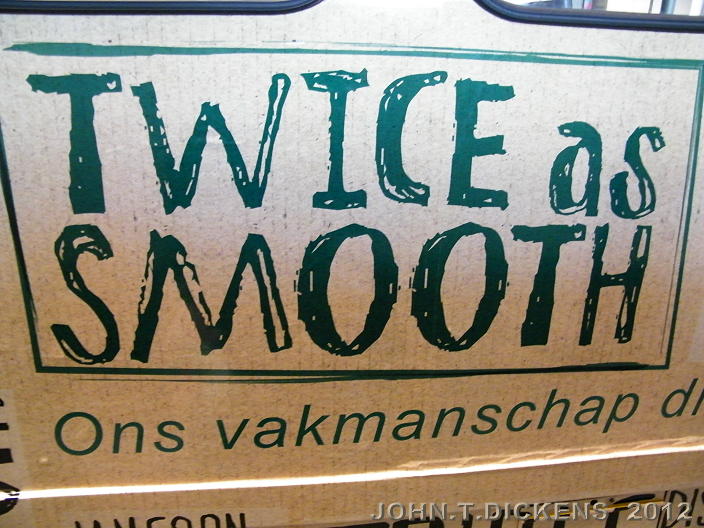 TWICE as
SMOOTH
Ons vakmanschap
JOHN.T.DICKENS 2012